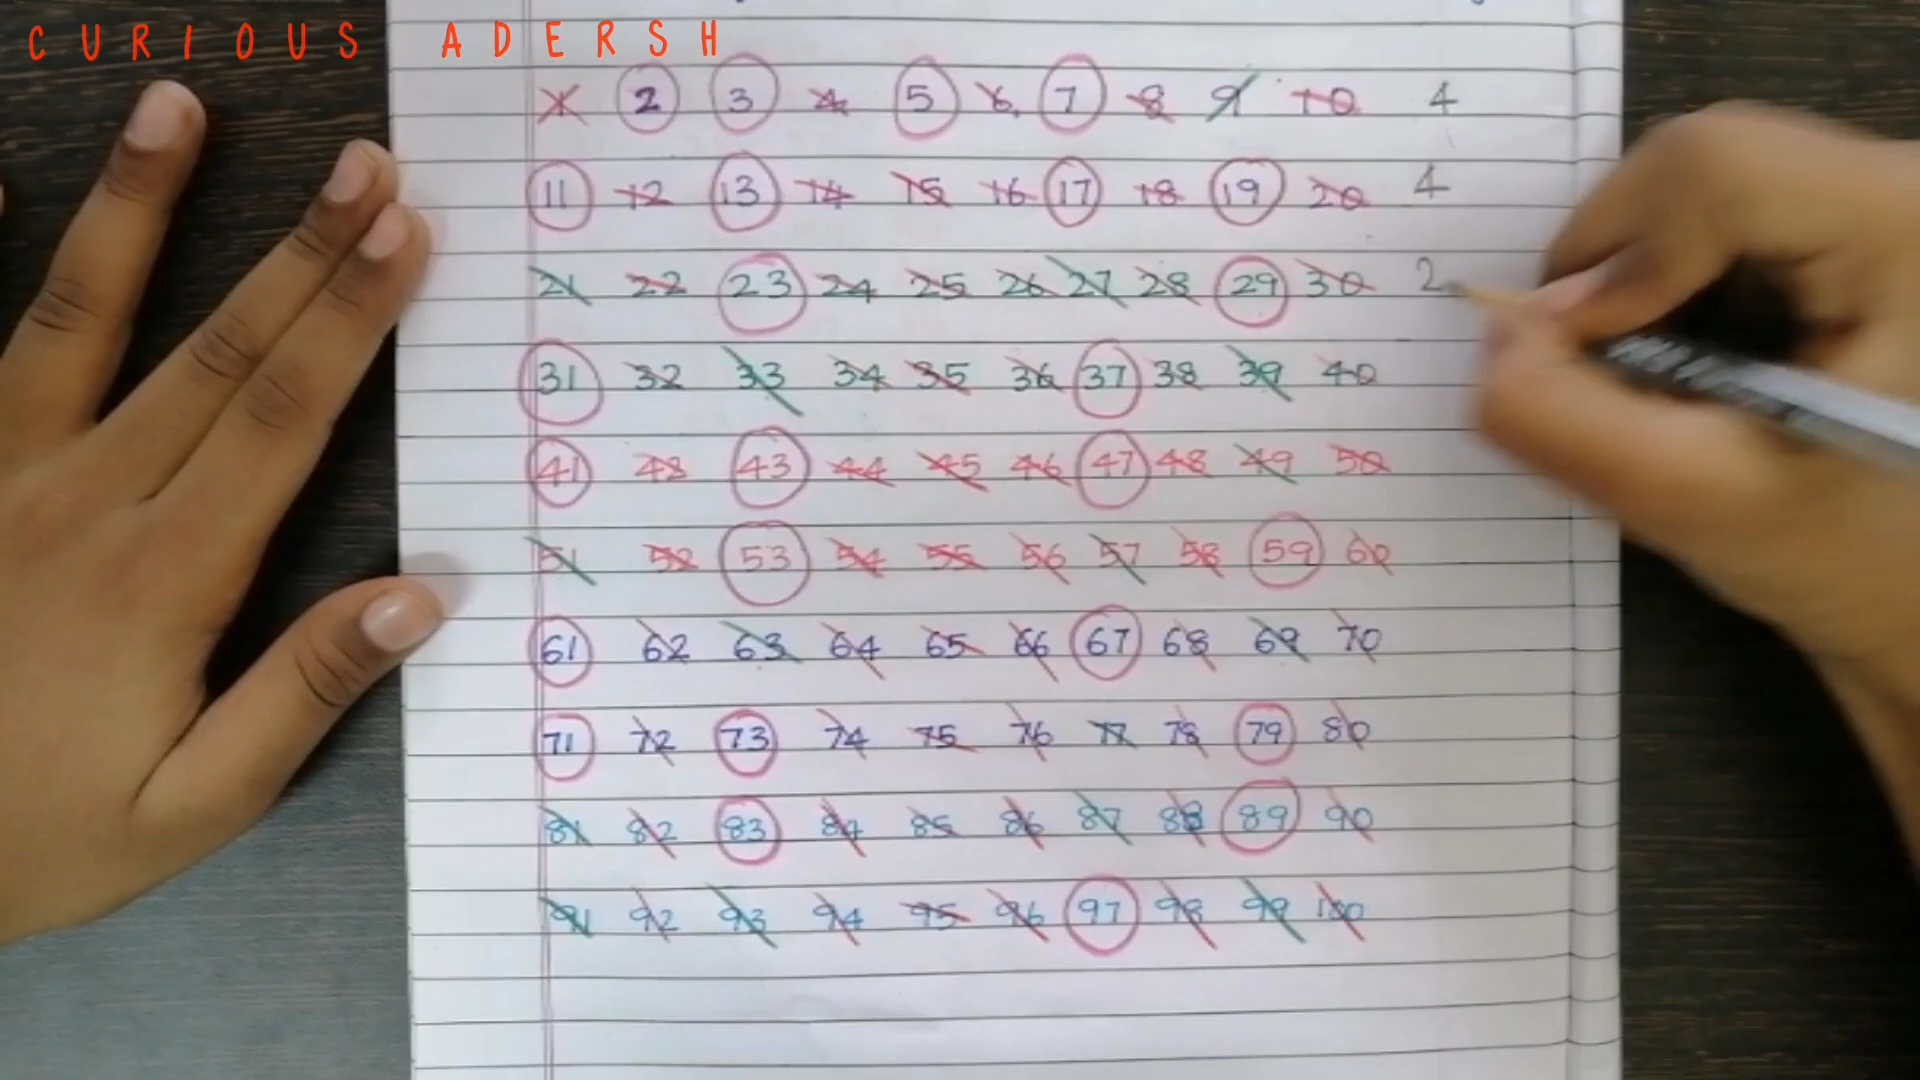 CURIOUS ADERSH
1 2 3 4 5 6 7 8 9 10 4
11 12 13 14 15 16 17 18 19 20 4
21 22 23 24 25 26 27 28 29 30 2
31 32 33 34 35 36 37 38 39 40
41 42 43 44 45 46 47 48 49 50
51 52 53 54 55 56 57 58 59 60
61 62 63 64 65 66 67 68 69 70
71 72 73 74 75 76 77 78 79 80
81 82 83 84 85 86 87 88 89 90
91 92 93 94 95 96 97 98 99 100